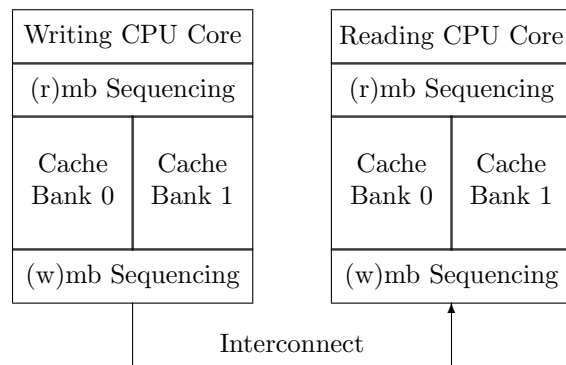 Writing CPU Core
(r)mb Sequencing
Cache
Bank 0
Cache
Bank 1
(w)mb Sequencing
Reading CPU Core
(r)mb Sequencing
Cache
Bank 0
Cache
Bank 1
(w)mb Sequencing
Interconnect